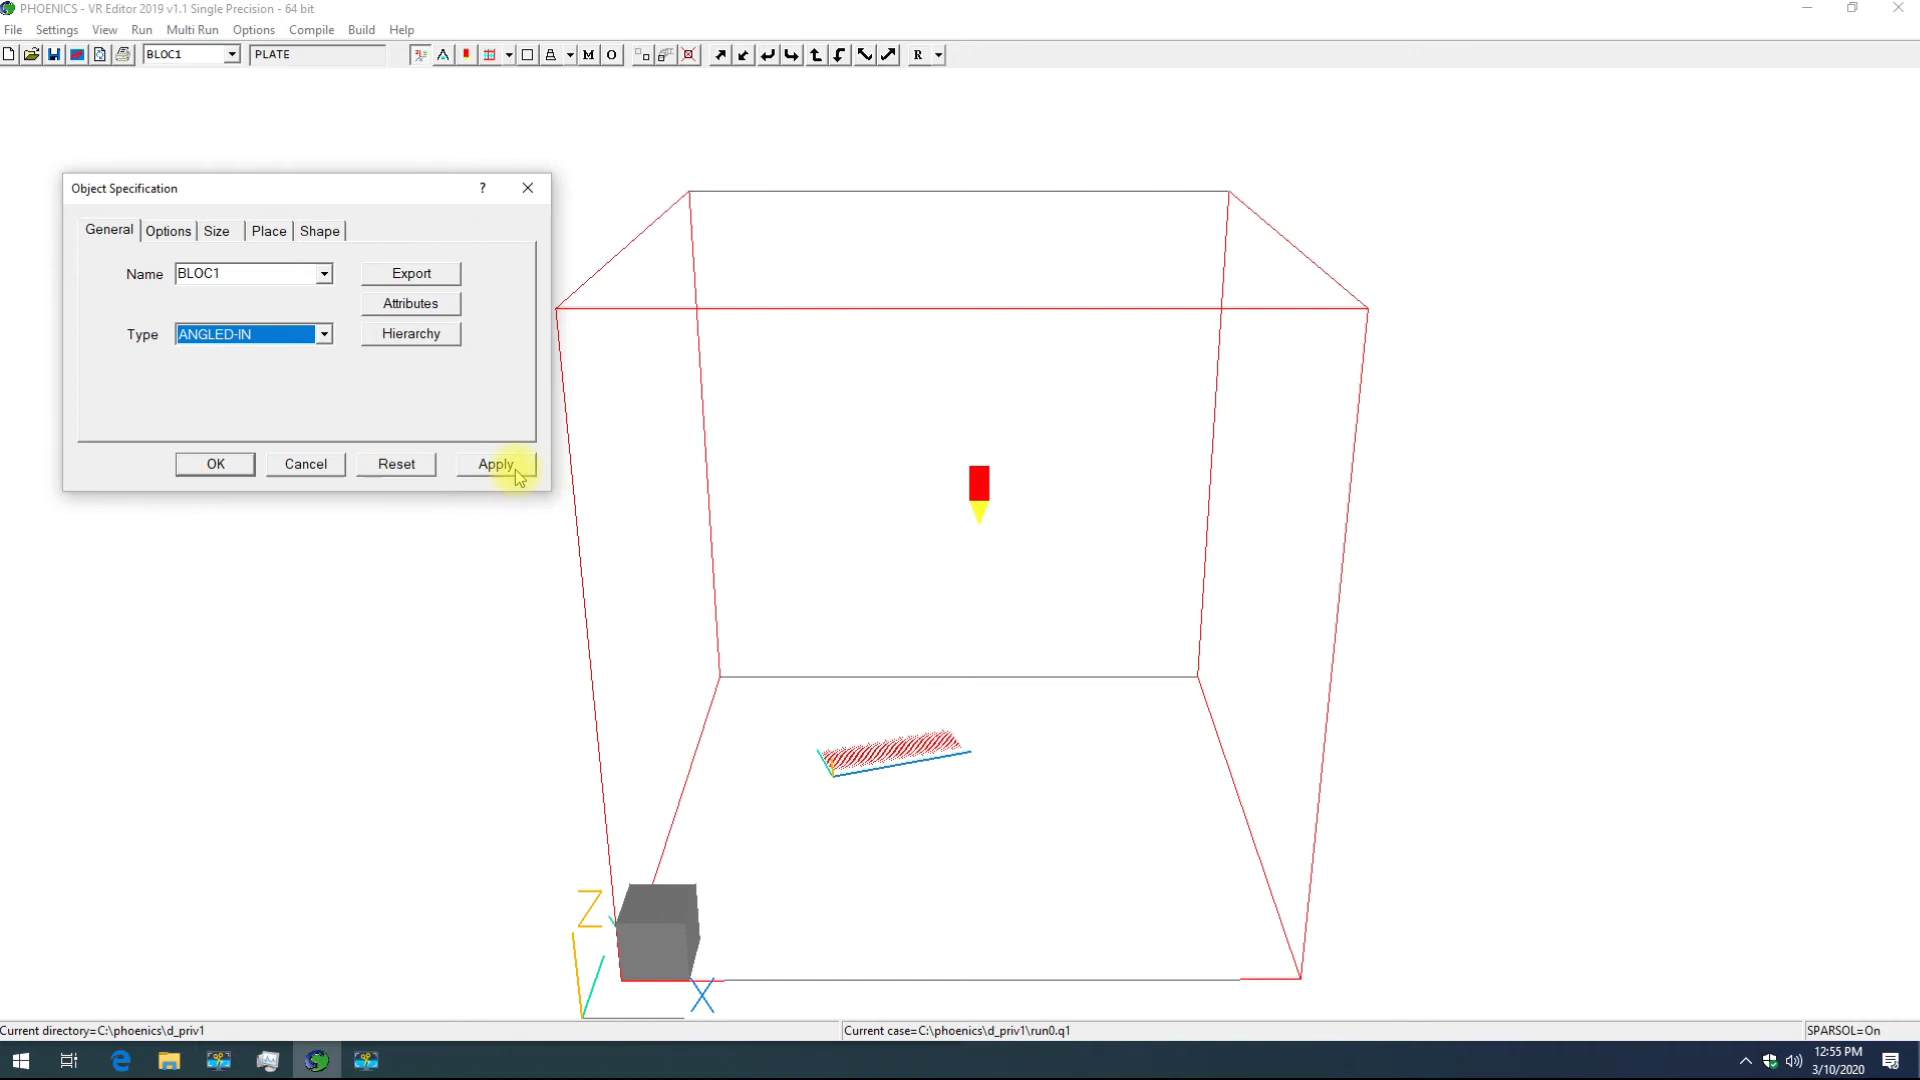 PHOENICS - VR Editor 2019 v1.1 Single Precision - 64 bit
File Settings View Run Multi Run Options Compile Build Help
BLOC1 PLATE M O R
Object Specification ?
General Options Size Place Shape
Name BLOC1 Export
Attributes
Type ANGLED-IN Hierarchy
OK Cancel Reset Apply
Z
X
Current directory=C:\phoenics\d_priv1 Current case=C:\phoenics\d_priv1\run0.q1 SPARSOL=On
12:55 PM
3/10/2020